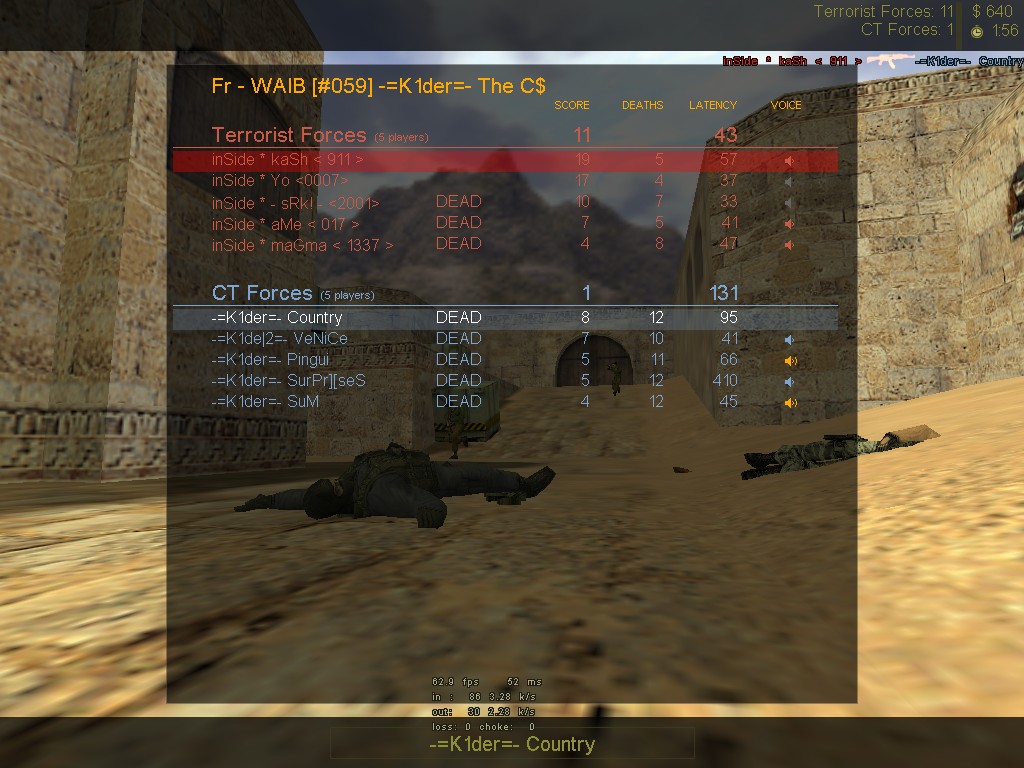 Terrorist Forces: 11 $ 640
CT Forces: 1 1:56
inSide * kaSh < 911 > -=K1der=- Country
Fr - WAIB [#059] -=K1der=- The C$
SCORE DEATHS LATENCY VOICE
Terrorist Forces (5 players) 11 43
inSide * kaSh < 911 > 19 5 57
inSide * Yo <0007> 17 4 37
inSide * - sRk! - <2001> DEAD 10 7 33
inSide * aMe < 017 > DEAD 7 5 41
inSide * maGma < 1337 > DEAD 4 8 47
CT Forces (5 players) 1 131
-=K1der=- Country DEAD 8 12 95
-=K1de|2=- VeNiCe DEAD 7 10 41
-=K1der=- Pingui DEAD 5 11 66
-=K1der=- SurPr][seS DEAD 5 12 410
-=K1der=- SuM DEAD 4 12 45
62.9 fps 52 ms
in : 86 3.28 k/s
out: 30 2.28 k/s
loss: 0 choke: 0
-=K1der=- Country